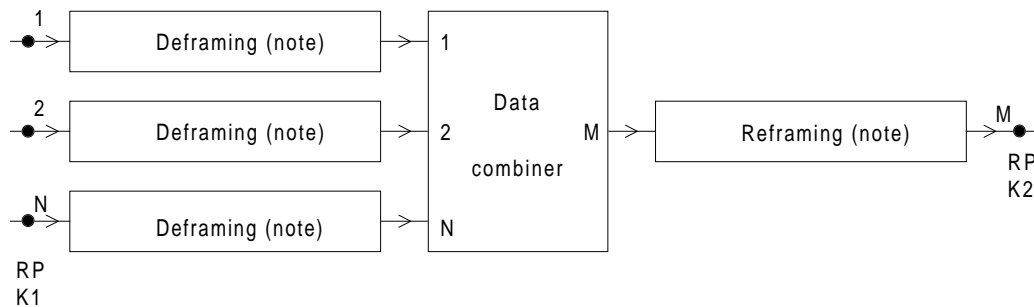 1
Deframing (note)
1
2
Deframing (note)
2
Data
combiner
M
Reframing (note)
M
RP
K2
N
Deframing (note)
N
RP
K1